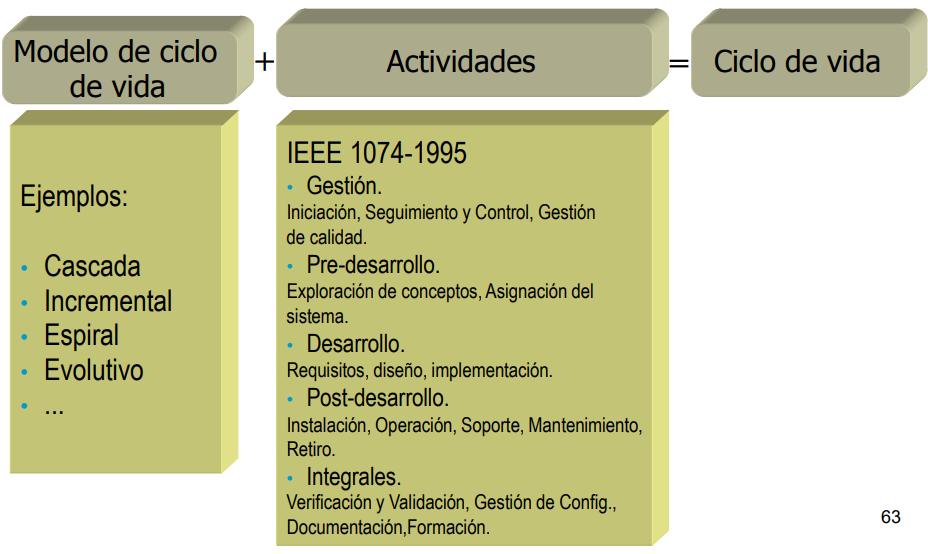 Modelo de ciclo
de vida
+
Actividades
=
Ciclo de vida
Ejemplos:
• Cascada
• Incremental
• Espiral
• Evolutivo
• ...
IEEE 1074-1995
• Gestión.
Iniciación, Seguimiento y Control, Gestión
de calidad.
• Pre-desarrollo.
Exploración de conceptos, Asignación del
sistema.
• Desarrollo.
Requisitos, diseño, implementación.
• Post-desarrollo.
Instalación, Operación, Soporte, Mantenimiento,
Retiro.
• Integrales.
Verificación y Validación, Gestión de Config.,
Documentación,Formación.
63